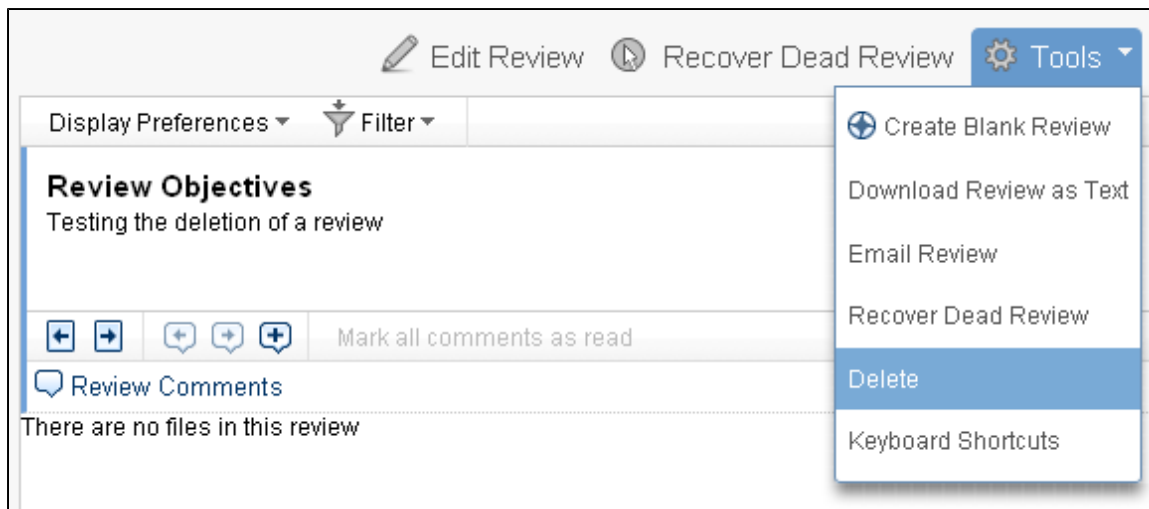 Edit Review Recover Dead Review Tools
Display Preferences Filter
Create Blank Review
Review Objectives
Testing the deletion of a review
Download Review as Text
Email Review
Recover Dead Review
Mark all comments as read
Delete
Review Comments
There are no files in this review
Keyboard Shortcuts